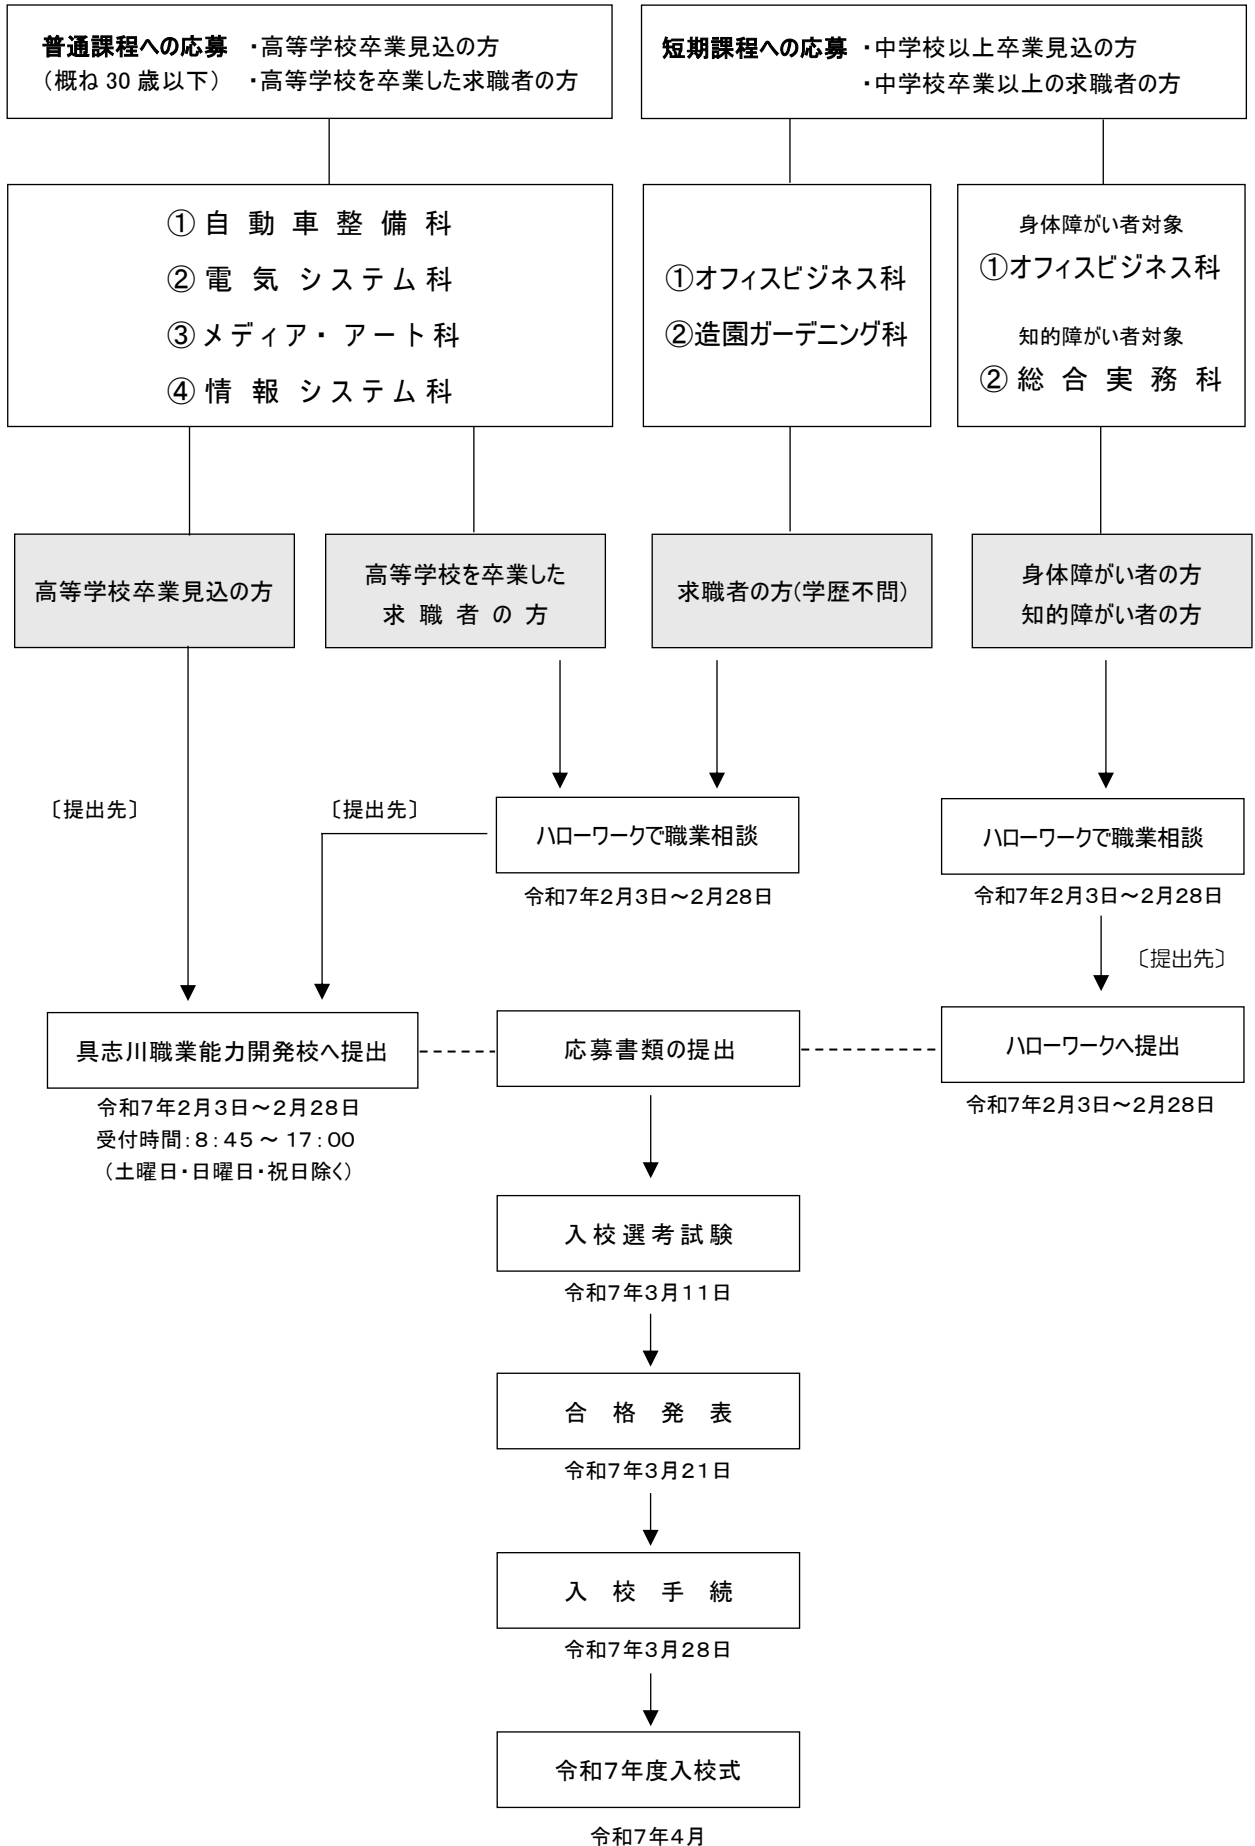 普通課程への応募 ・高等学校卒業見込の方
(概ね 30 歳以下) ・高等学校を卒業した求職者の方
短期課程への応募 ・中学校以上卒業見込の方
・中学校卒業以上の求職者の方
①自動車整備科
②電気システム科
③メディア・アート科
④情報システム科
①オフィスビジネス科
②造園ガーデニング科
身体障がい者対象
①オフィスビジネス科
知的障がい者対象
②総合実務科
高等学校卒業見込の方
高等学校を卒業した
求職者の方
求職者の方(学歴不問)
身体障がい者の方
知的障がい者の方
〔提出先〕
〔提出先〕
ハローワークで職業相談
令和7年2月3日～2月28日
ハローワークで職業相談
令和7年2月3日～2月28日
〔提出先〕
具志川職業能力開発校へ提出
令和7年2月3日～2月28日
受付時間:8:45 ～ 17:00
(土曜日・日曜日・祝日除く)
応募書類の提出
ハローワークへ提出
令和7年2月3日～2月28日
入校選考試験
令和7年3月11日
合格発表
令和7年3月21日
入校手続
令和7年3月28日
令和7年度入校式
令和7年4月